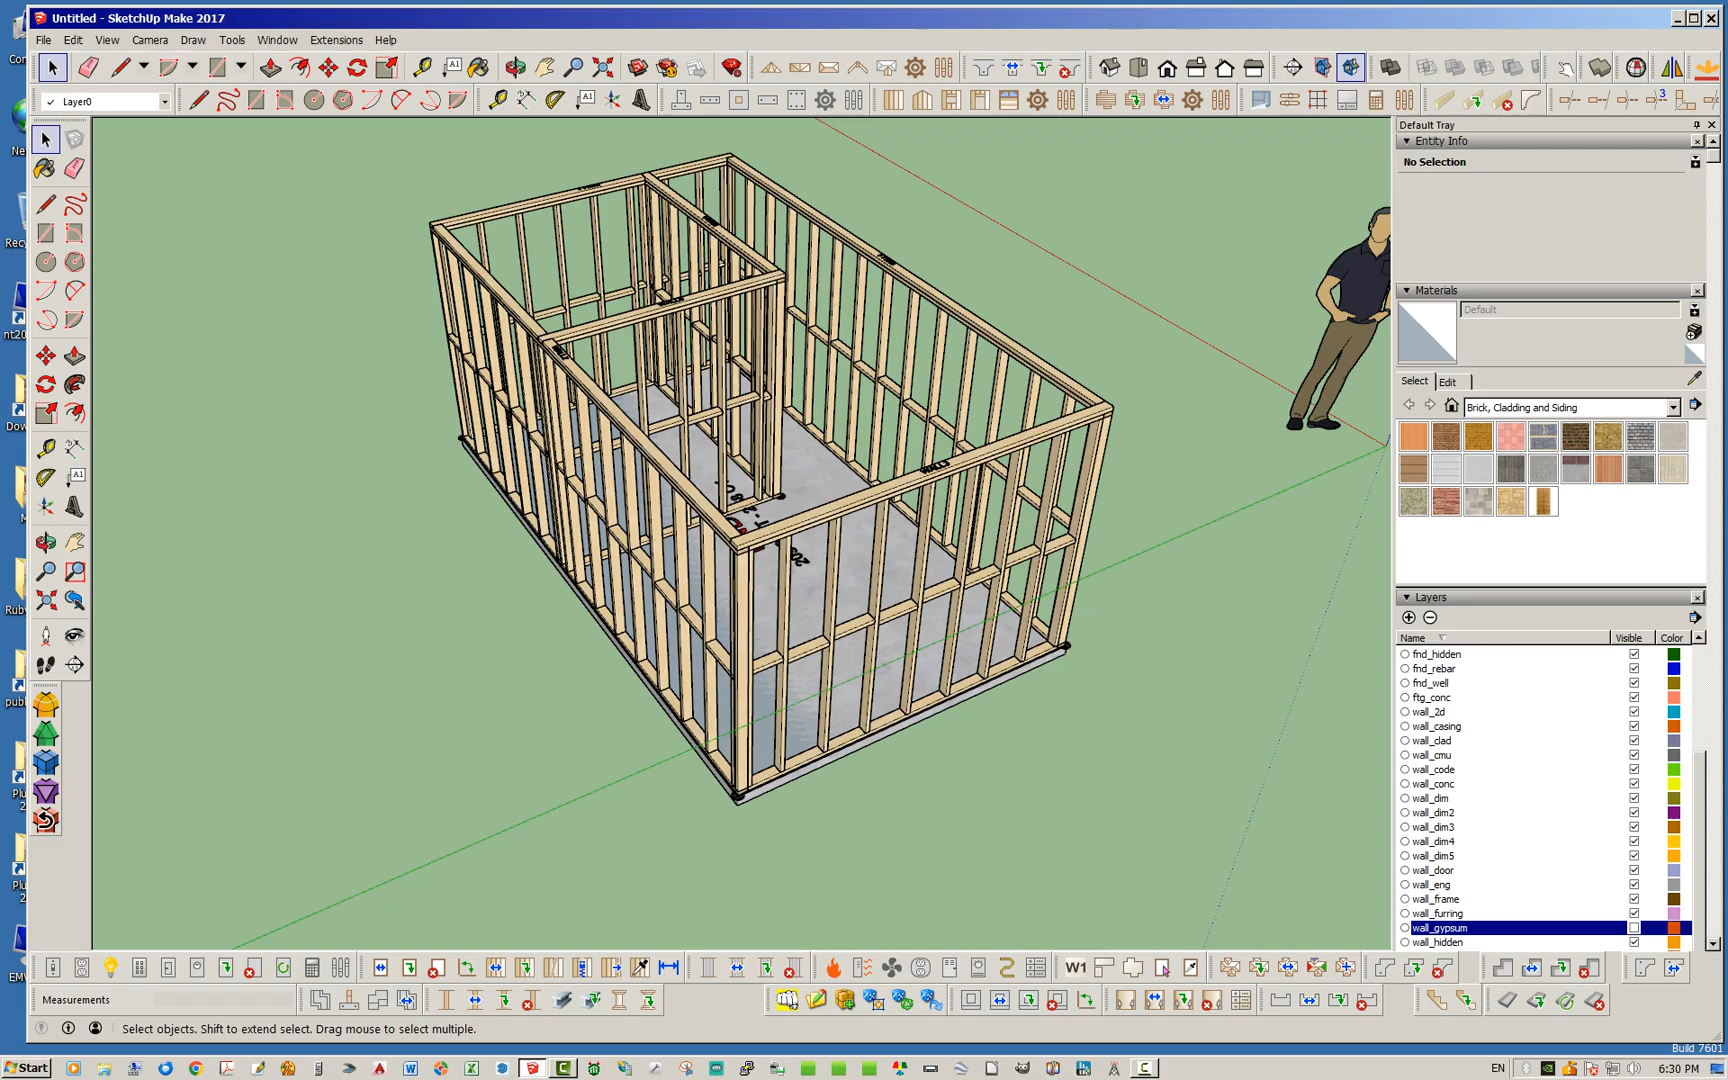 Untitled - SketchUp Make 2017
File Edit View Camera Draw Tools Window Extensions Help
Layer0
Default Tray
Entity Info
No Selection
Materials
Default
Select Edit
Brick, Cladding and Siding
Layers
Name Visible Color
fnd_hidden
fnd_rebar
fnd_well
ftg_conc
wall_2d
wall_casing
wall_clad
wall_cmu
wall_code
wall_conc
wall_dim
wall_dim2
wall_dim3
wall_dim4
wall_dim5
wall_door
wall_eng
wall_frame
wall_furring
wall_gypsum
wall_hidden
W1
Measurements
Select objects. Shift to extend select. Drag mouse to select multiple.
Build 7601
Start
EN
6:30 PM